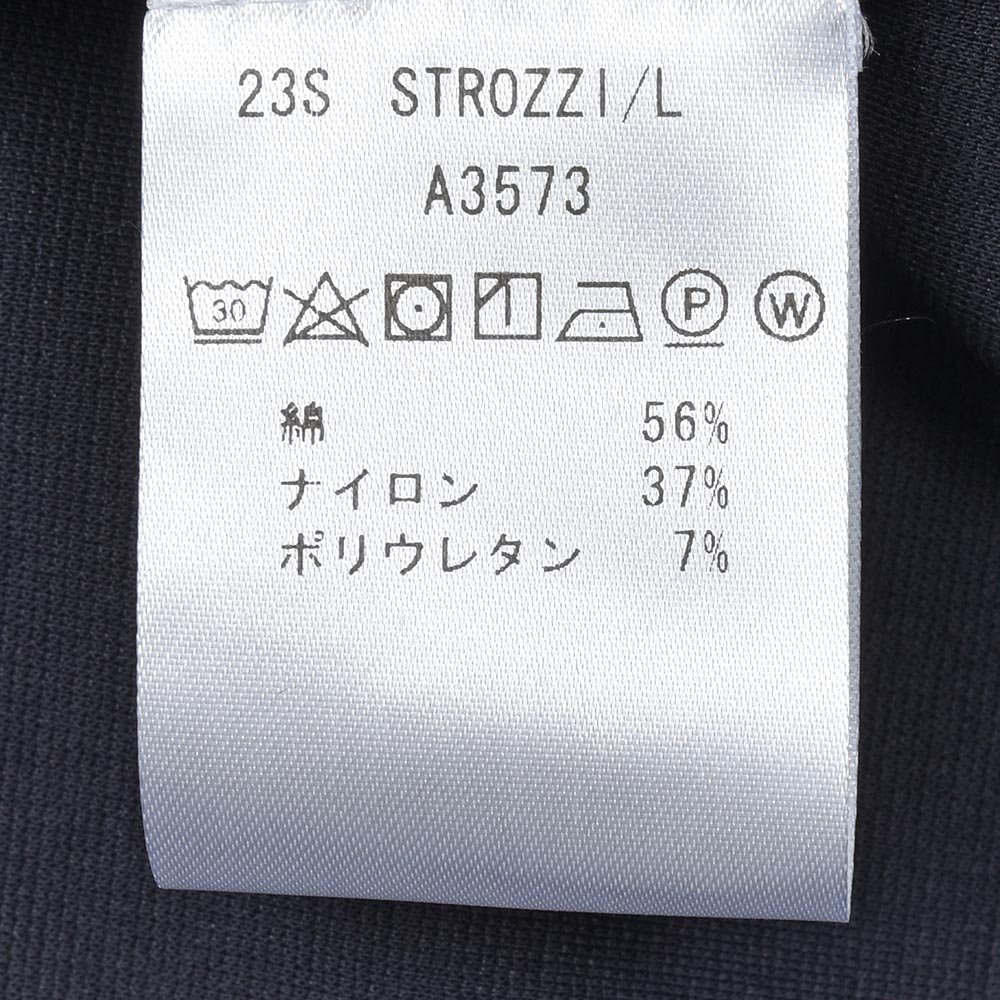 23S STROZZI/L
A3573
30 P W
綿 56%
ナイロン 37%
ポリウレタン 7%